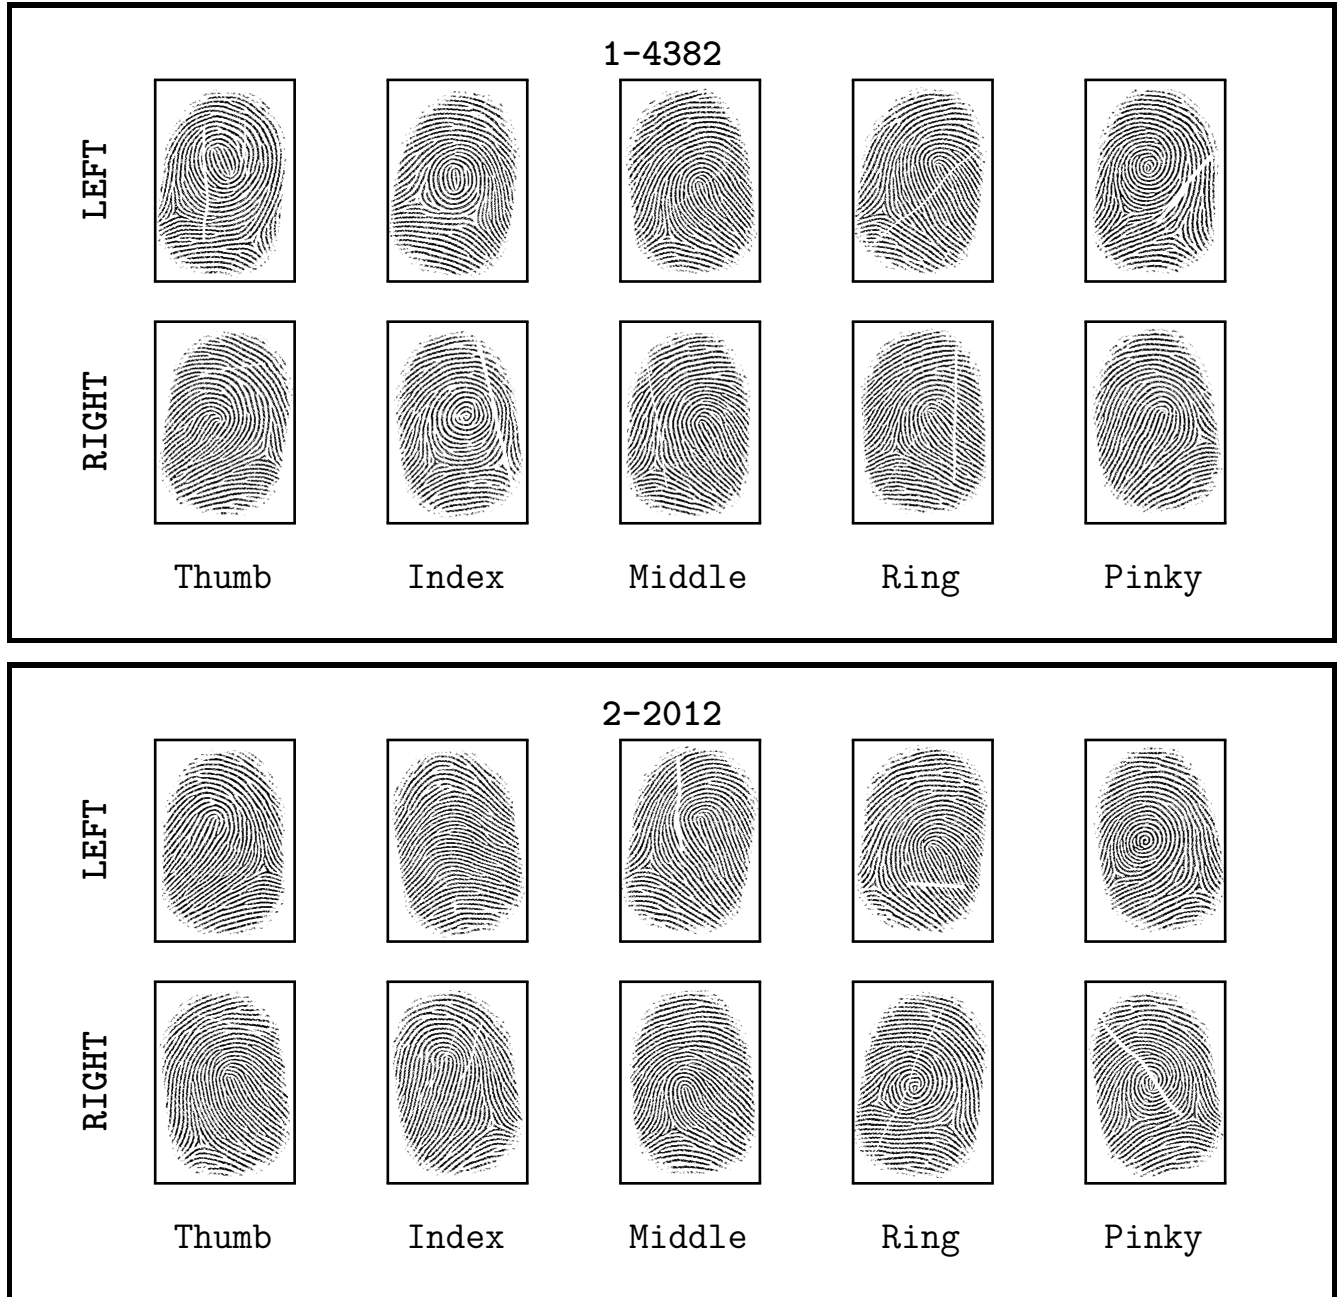 1-4382
LEFT
RIGHT
Thumb Index Middle Ring Pinky
2-2012
LEFT
RIGHT
Thumb Index Middle Ring Pinky